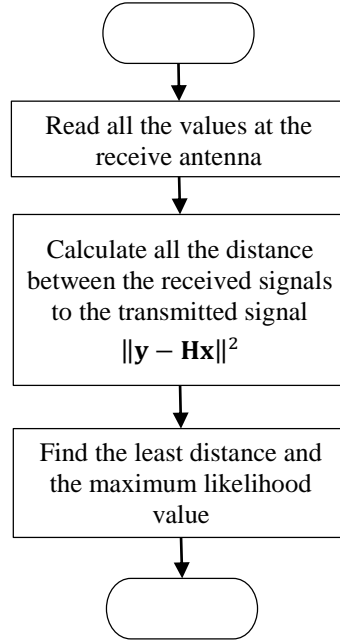 Read all the values at the
receive antenna
Calculate all the distance
between the received signals
to the transmitted signal
‖𝐲 − 𝐇𝐱‖²
Find the least distance and
the maximum likelihood
value